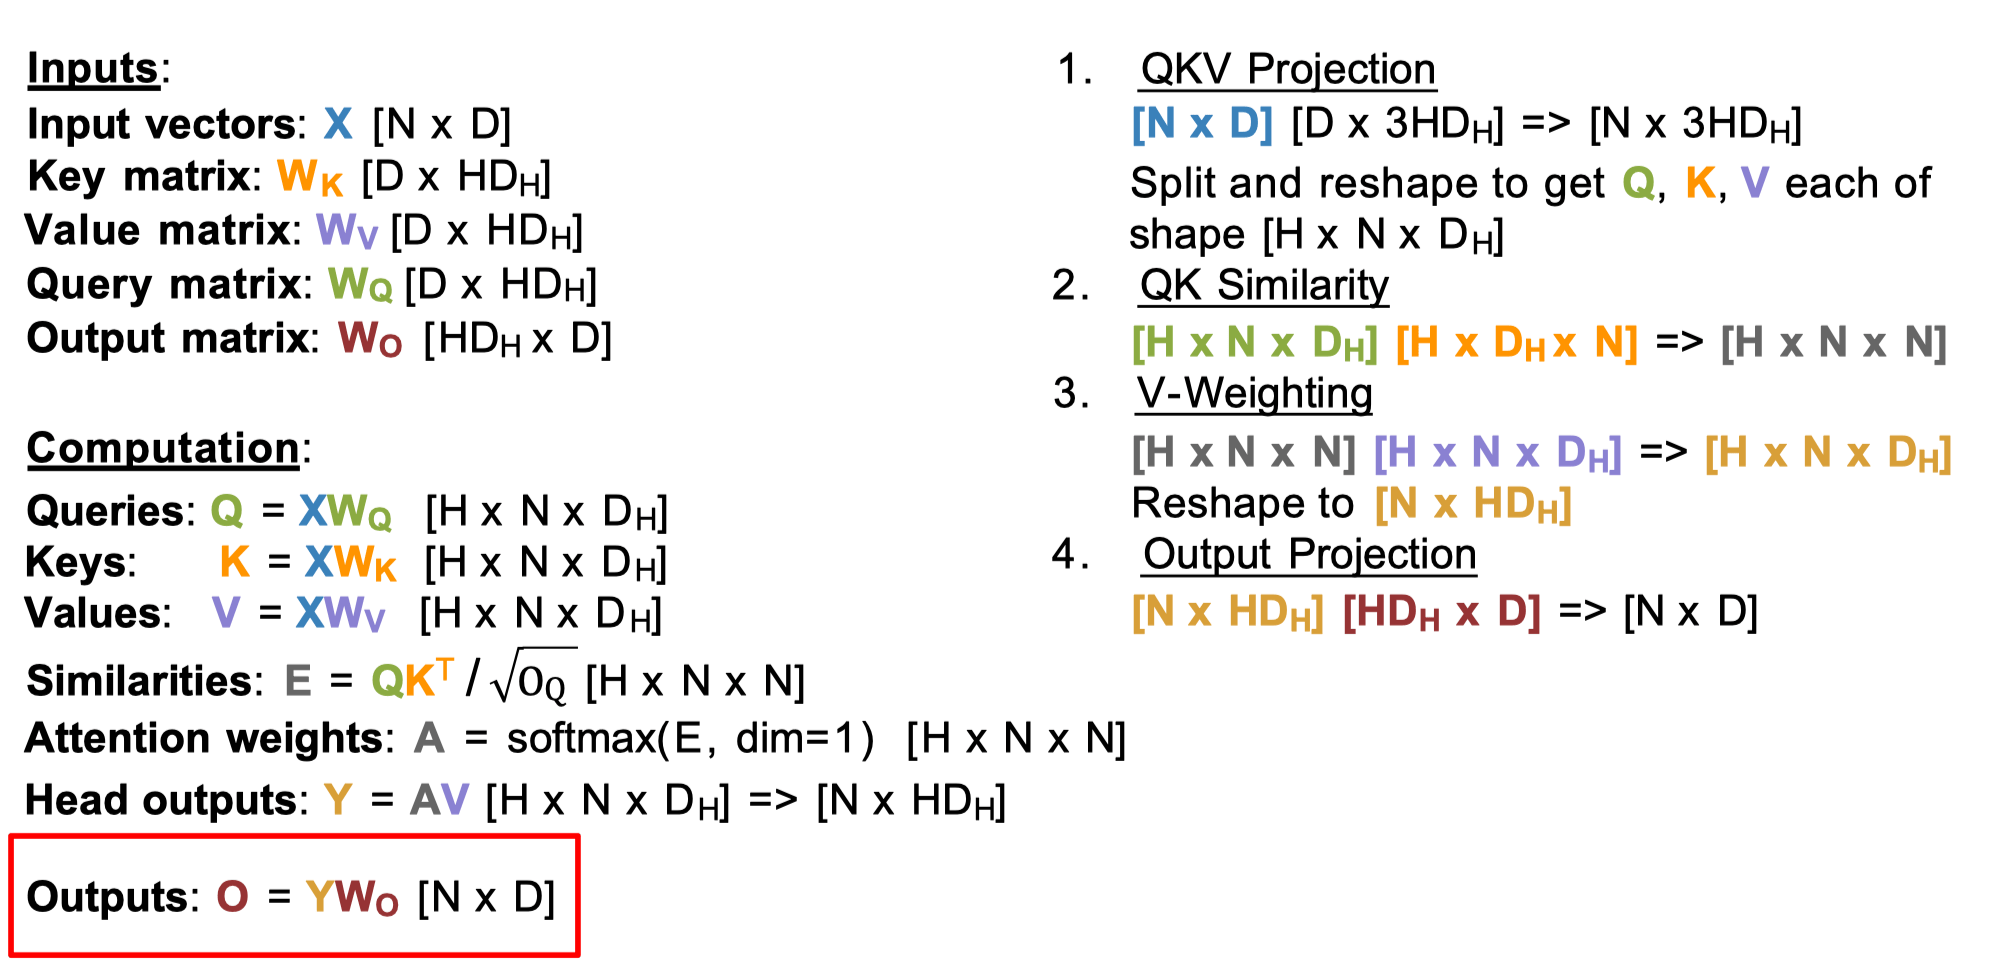 Inputs:
Input vectors: X [N x D]
Key matrix: W_K [D x HD_H]
Value matrix: W_V [D x HD_H]
Query matrix: W_Q [D x HD_H]
Output matrix: W_O [HD_H x D]
Computation:
Queries: Q = XW_Q [H x N x D_H]
Keys: K = XW_K [H x N x D_H]
Values: V = XW_V [H x N x D_H]
Similarities: E = QK^T / √O_Q [H x N x N]
Attention weights: A = softmax(E, dim=1) [H x N x N]
Head outputs: Y = AV [H x N x D_H] => [N x HD_H]
Outputs: O = YW_O [N x D]
1. QKV Projection
[N x D] [D x 3HD_H] => [N x 3HD_H]
Split and reshape to get Q, K, V each of
shape [H x N x D_H]
2. QK Similarity
[H x N x D_H] [H x D_H x N] => [H x N x N]
3. V-Weighting
[H x N x N] [H x N x D_H] => [H x N x D_H]
Reshape to [N x HD_H]
4. Output Projection
[N x HD_H] [HD_H x D] => [N x D]